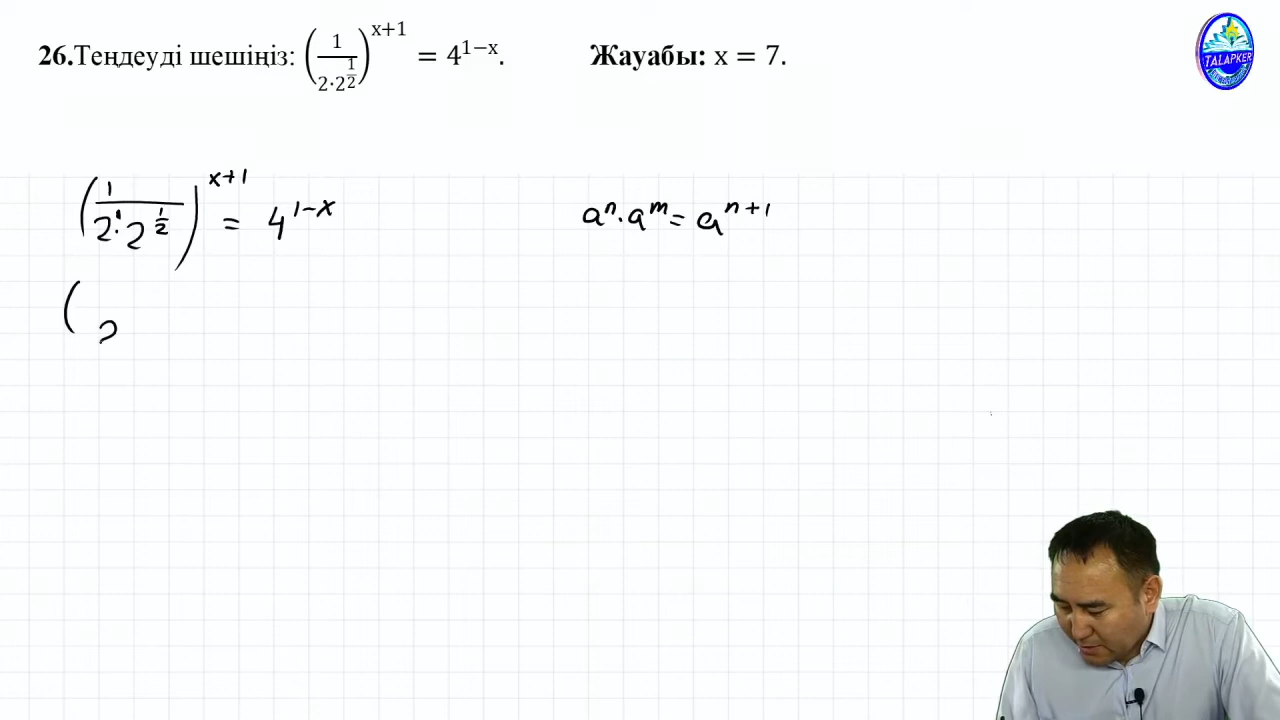 26.Теңдеуді шешіңіз: (1/(2·2^(1/2)))^(x+1) = 4^(1−x). Жауабы: x = 7.
TALAPKER
(1/(2^1·2^(1/2)))^(x+1) = 4^(1−x)
a^n·a^m = a^(n+1)
( 2